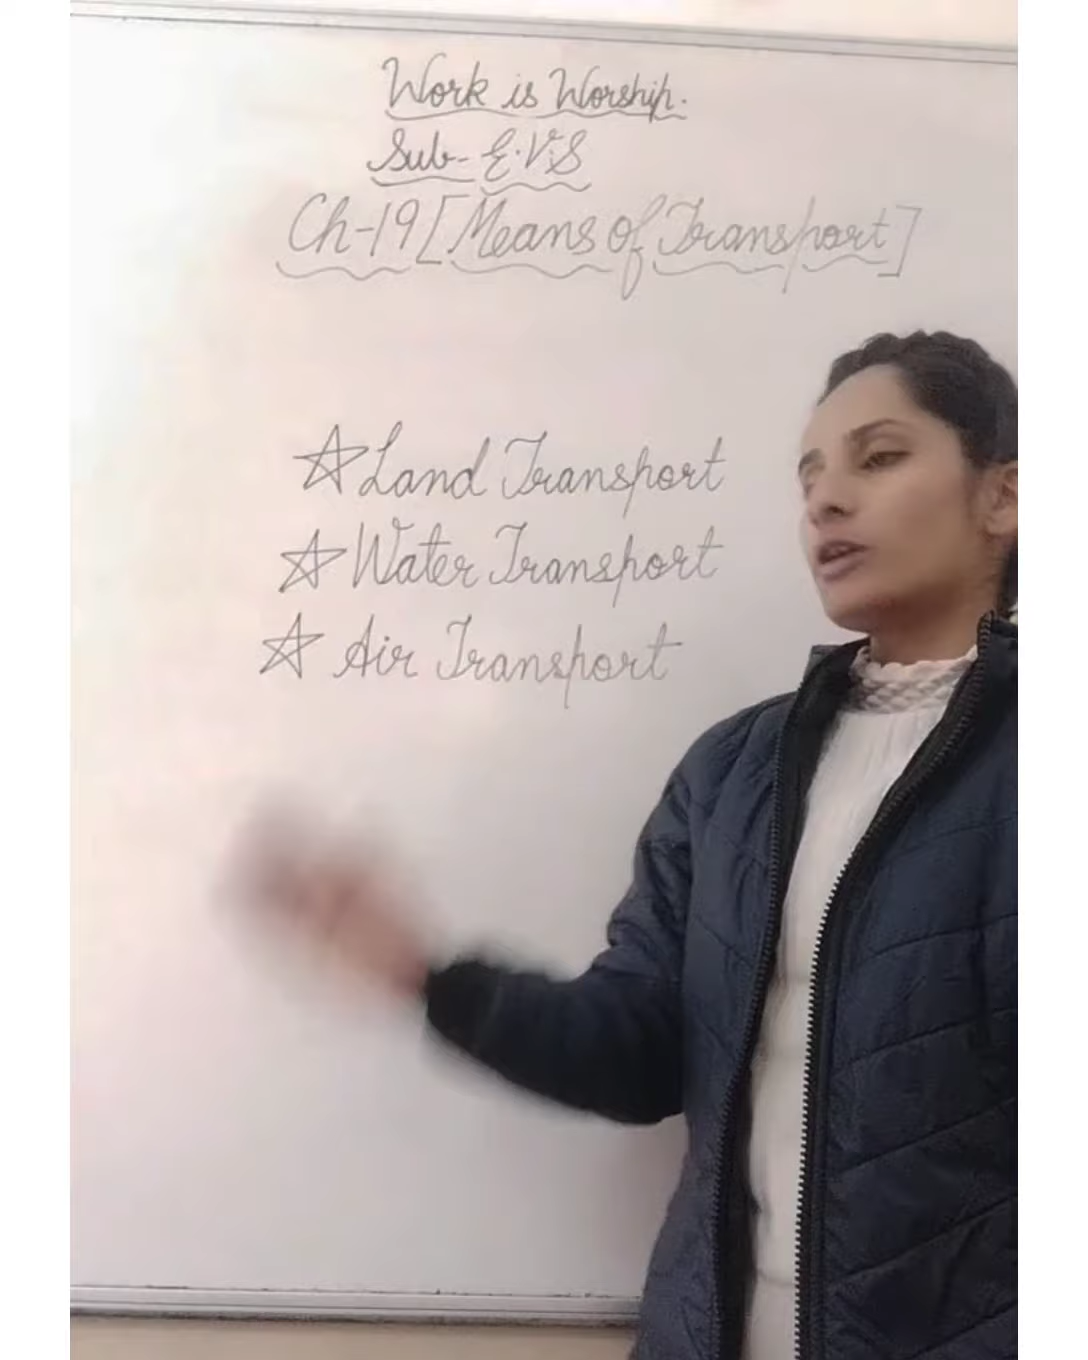 Work is Worship.
Sub- E.V.S
Ch-19 [Means of Transport]
☆ Land Transport
☆ Water Transport
☆ Air Transport